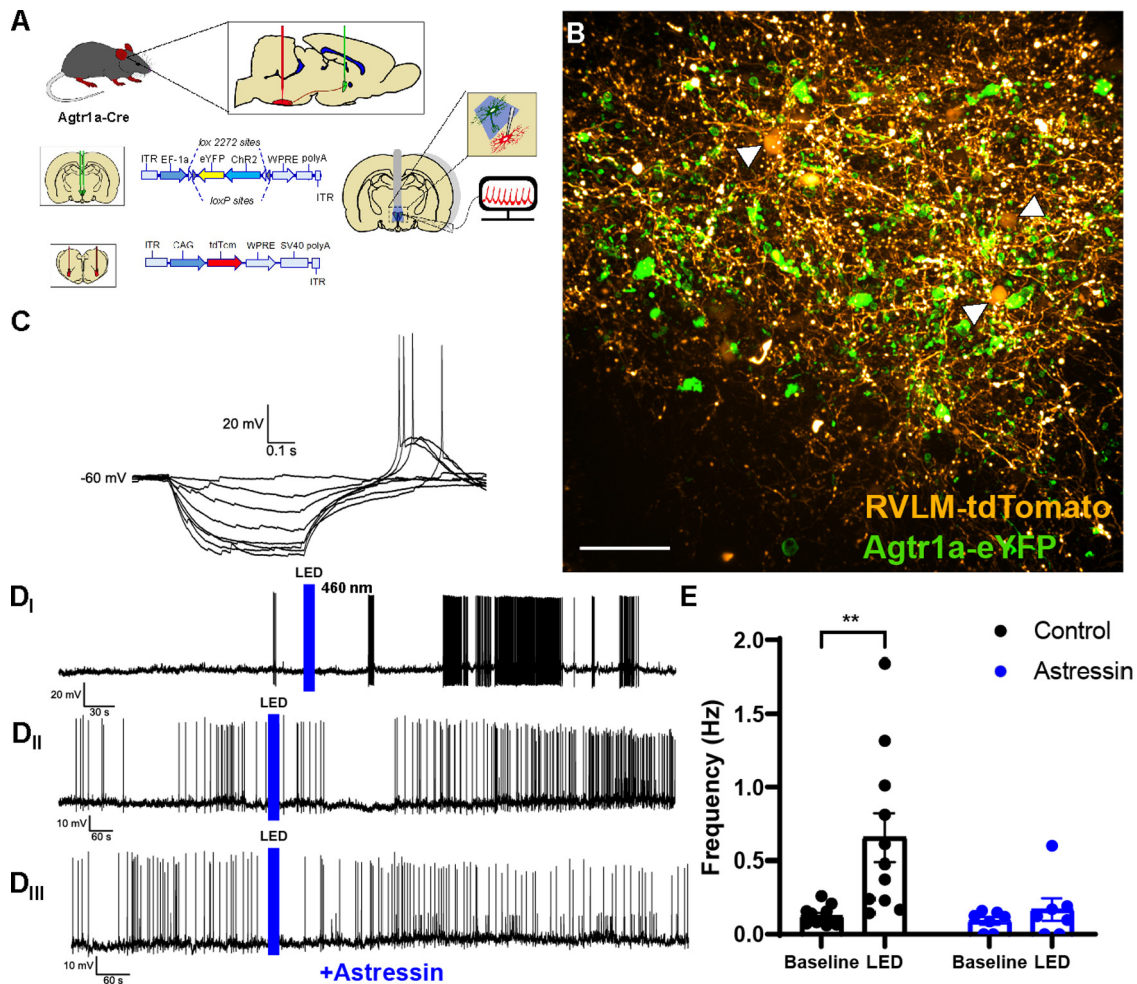 A
Agtr1a-Cre
lox 2272 sites
ITR EF-1a eYFP ChR2 WPRE polyA
loxP sites
ITR
ITR CAG tdTom WPRE SV40 polyA
ITR
B
RVLM-tdTomato
Agtr1a-eYFP
C
20 mV
0.1 s
-60 mV
DI
LED
460 nm
20 mV
30 s
DII
LED
10 mV
60 s
DIII
LED
10 mV
60 s
+Astressin
E
**
Control
Astressin
Frequency (Hz)
2.0
1.5
1.0
0.5
0.0
Baseline LED Baseline LED